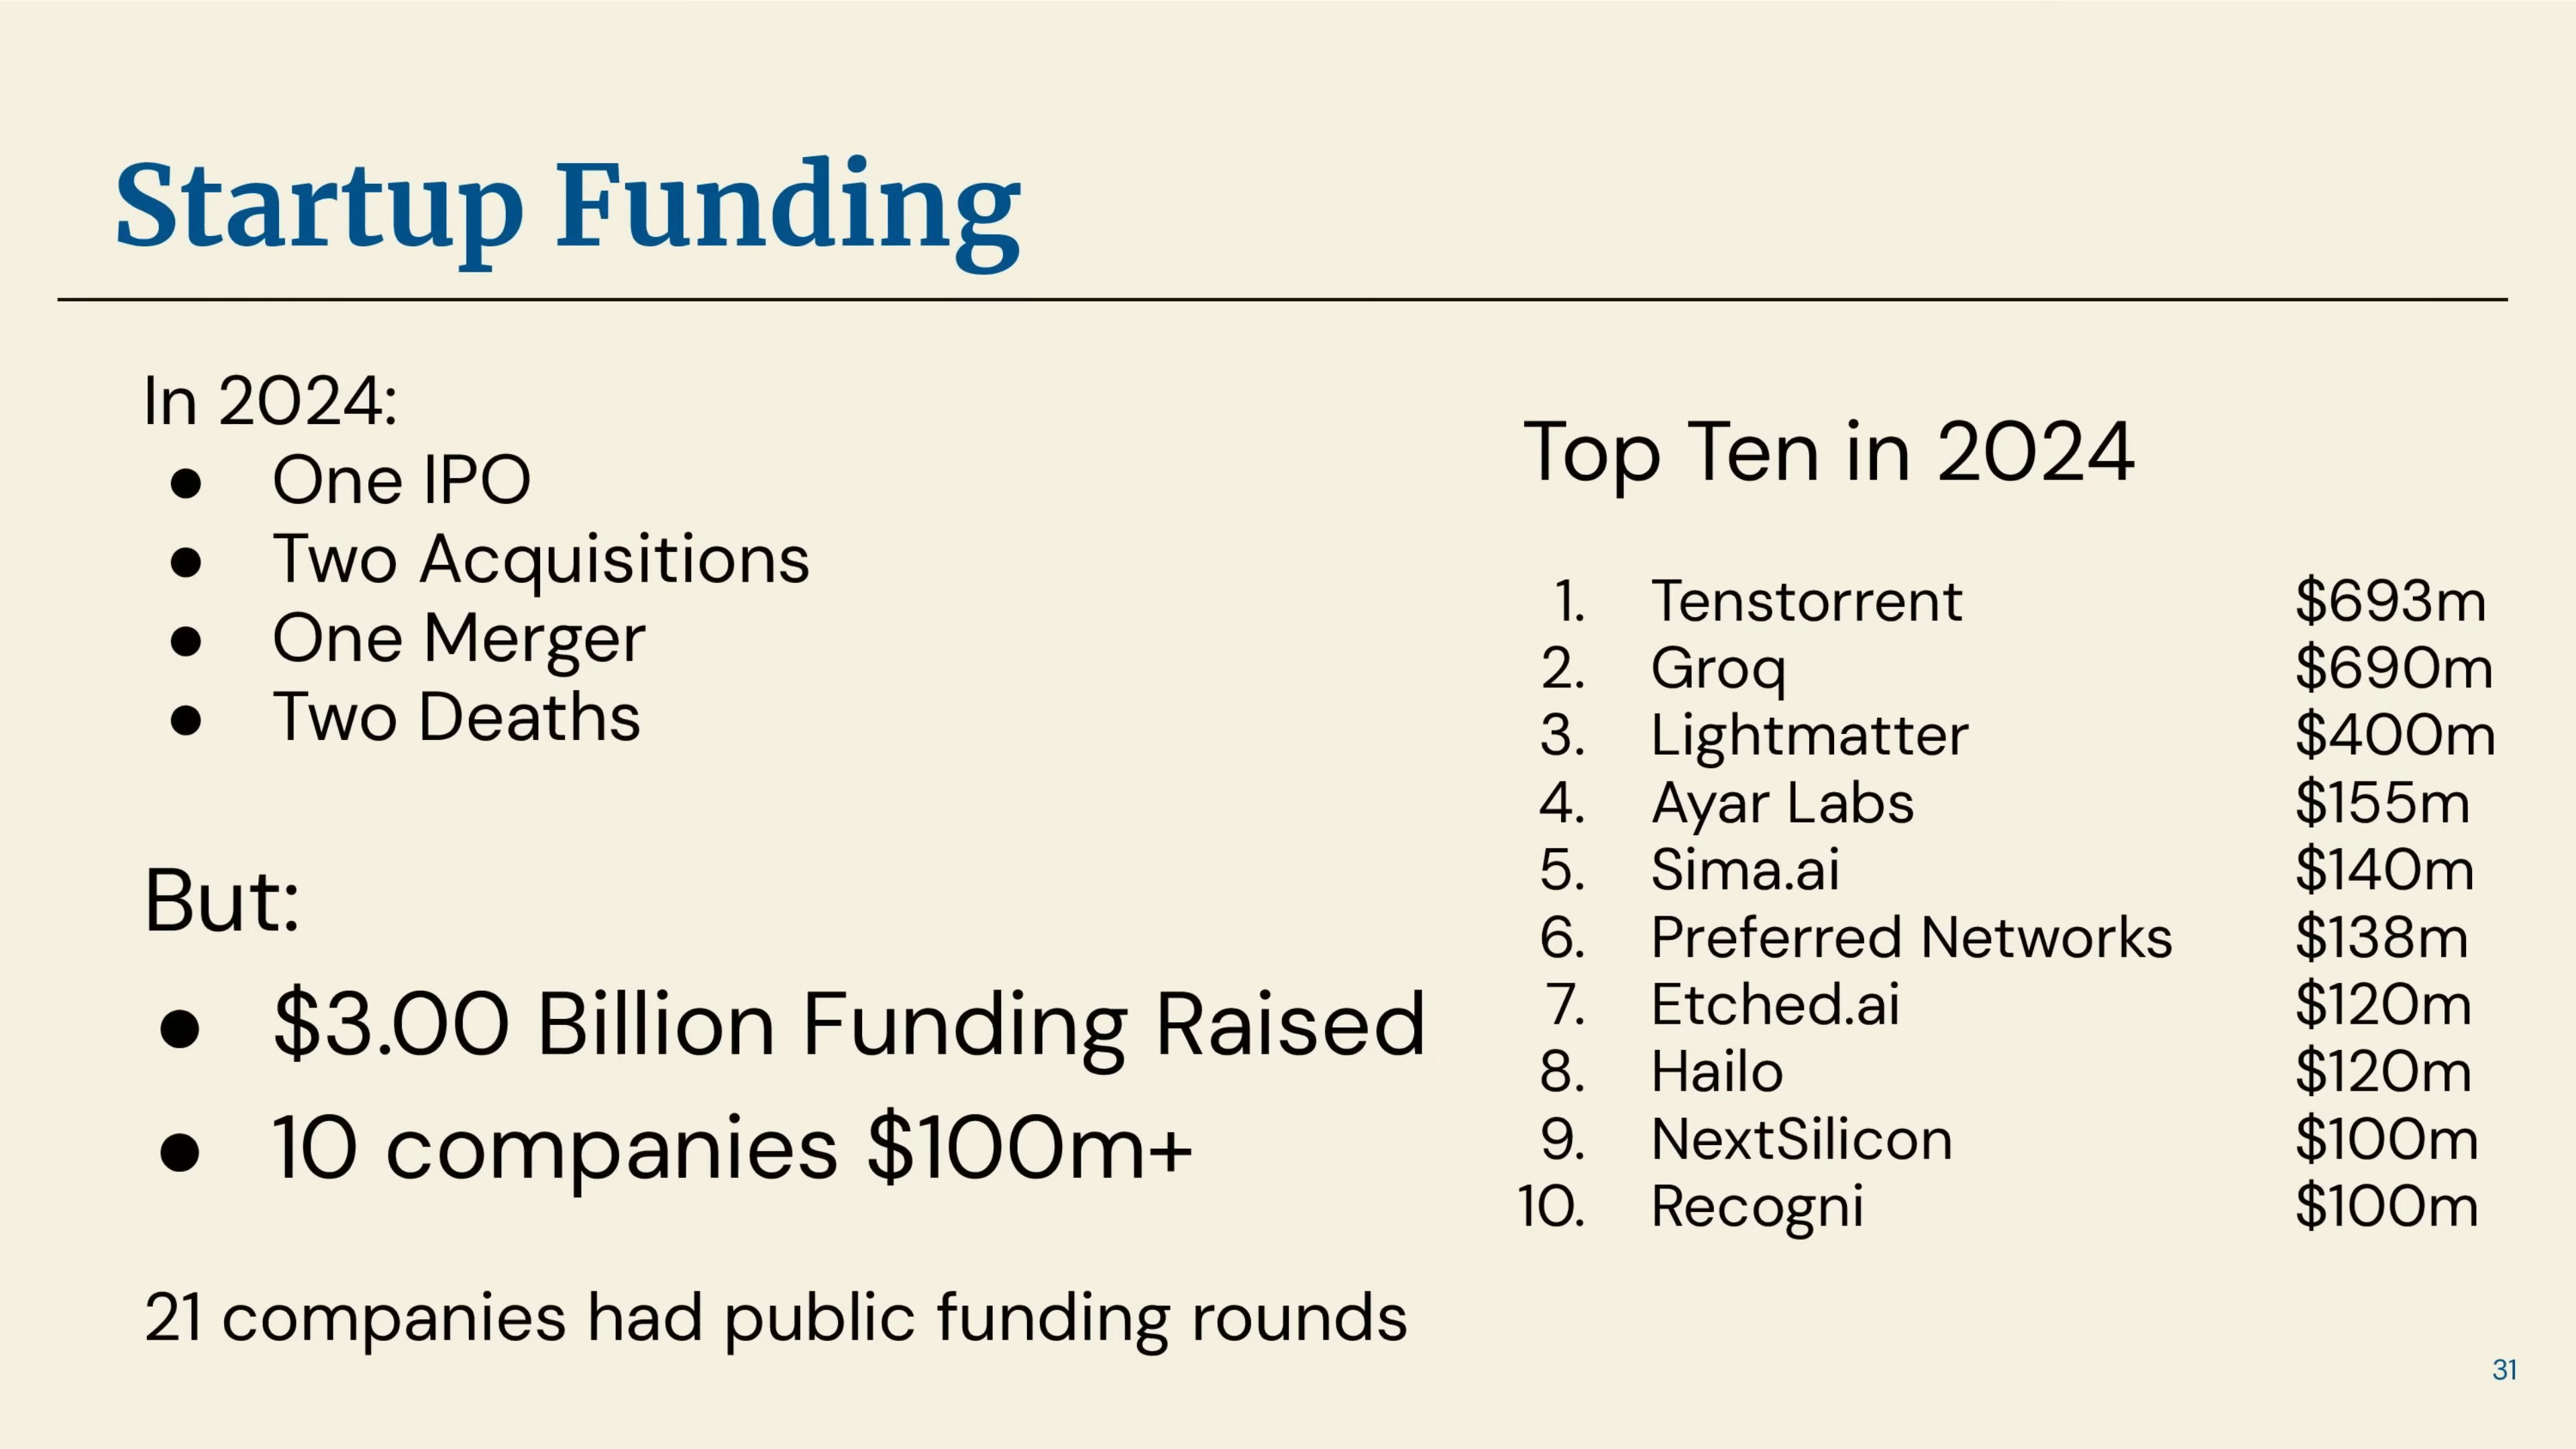 Startup Funding
In 2024:
● One IPO
● Two Acquisitions
● One Merger
● Two Deaths
But:
● $3.00 Billion Funding Raised
● 10 companies $100m+
21 companies had public funding rounds
Top Ten in 2024
1. Tenstorrent $693m
2. Groq $690m
3. Lightmatter $400m
4. Ayar Labs $155m
5. Sima.ai $140m
6. Preferred Networks $138m
7. Etched.ai $120m
8. Hailo $120m
9. NextSilicon $100m
10. Recogni $100m
31